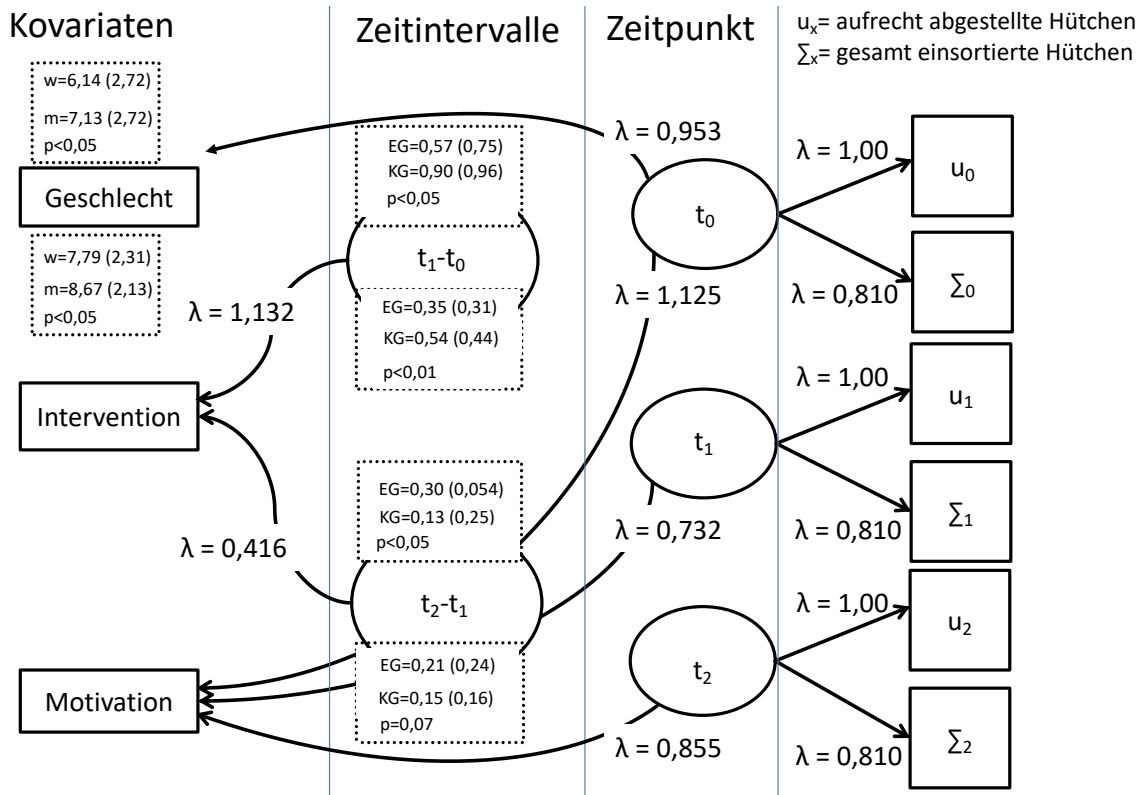 Kovariaten
Zeitintervalle
Zeitpunkt
uₓ= aufrecht abgestellte Hütchen
∑ₓ= gesamt einsortierte Hütchen
w=6,14 (2,72)
m=7,13 (2,72)
p<0,05
Geschlecht
w=7,79 (2,31)
m=8,67 (2,13)
p<0,05
λ = 1,132
Intervention
λ = 0,416
Motivation
EG=0,57 (0,75)
KG=0,90 (0,96)
p<0,05
t₁-t₀
EG=0,35 (0,31)
KG=0,54 (0,44)
p<0,01
EG=0,30 (0,054)
KG=0,13 (0,25)
p<0,05
t₂-t₁
EG=0,21 (0,24)
KG=0,15 (0,16)
p=0,07
λ = 0,953
t₀
λ = 1,125
t₁
λ = 0,732
t₂
λ = 0,855
λ = 1,00
u₀
λ = 0,810
∑₀
λ = 1,00
u₁
λ = 0,810
∑₁
λ = 1,00
u₂
λ = 0,810
∑₂